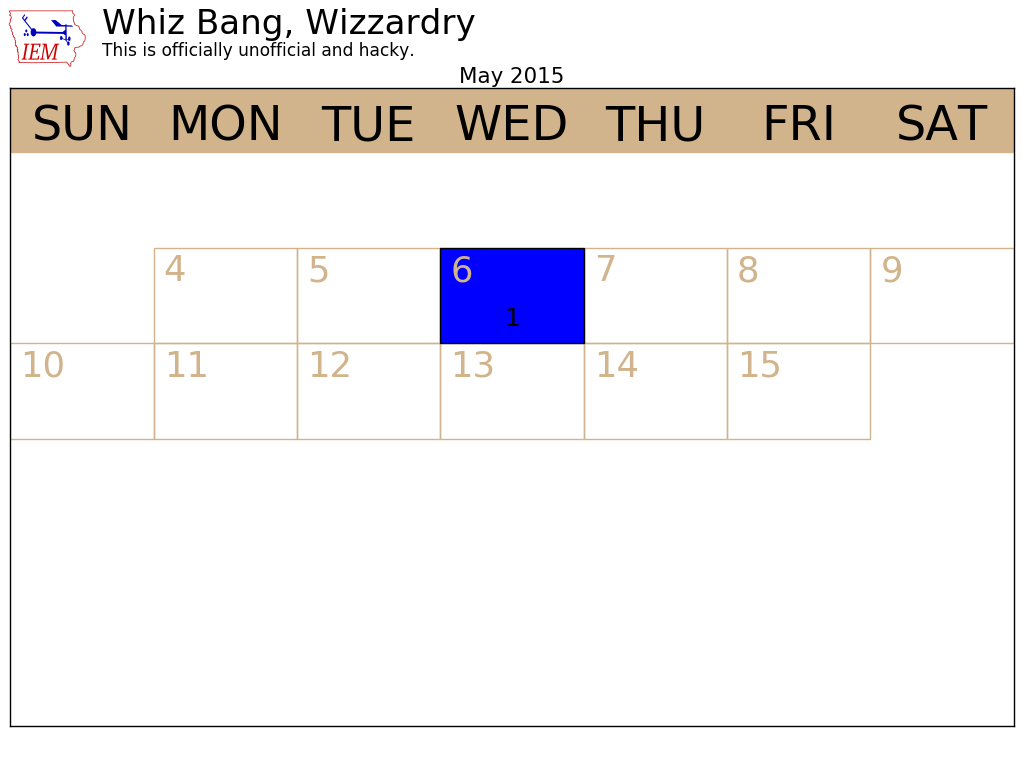 Whiz Bang, Wizzardry
This is officially unofficial and hacky.
IEM
May 2015
SUN MON TUE WED THU FRI SAT
4 5 6 7 8 9
1
10 11 12 13 14 15